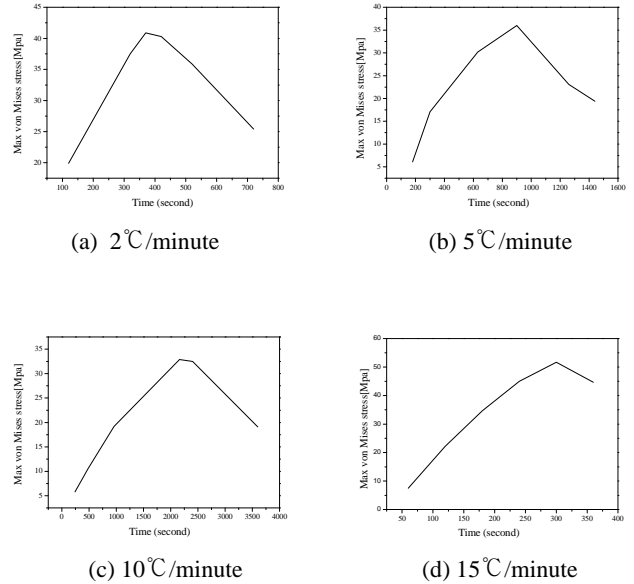 45
40
35
30
25
20
Max von Mises stress[Mpa]
100 200 300 400 500 600 700 800
Time (second)
(a) 2℃/minute
40
35
30
25
20
15
10
5
Max von Mises stress[Mpa]
0 200 400 600 800 1000 1200 1400 1600
Time (second)
(b) 5℃/minute
35
30
25
20
15
10
5
Max von Mises stress[Mpa]
0 500 1000 1500 2000 2500 3000 3500 4000
Time (second)
(c) 10℃/minute
60
50
40
30
20
10
0
Max von Mises stress[Mpa]
50 100 150 200 250 300 350 400
Time (second)
(d) 15℃/minute